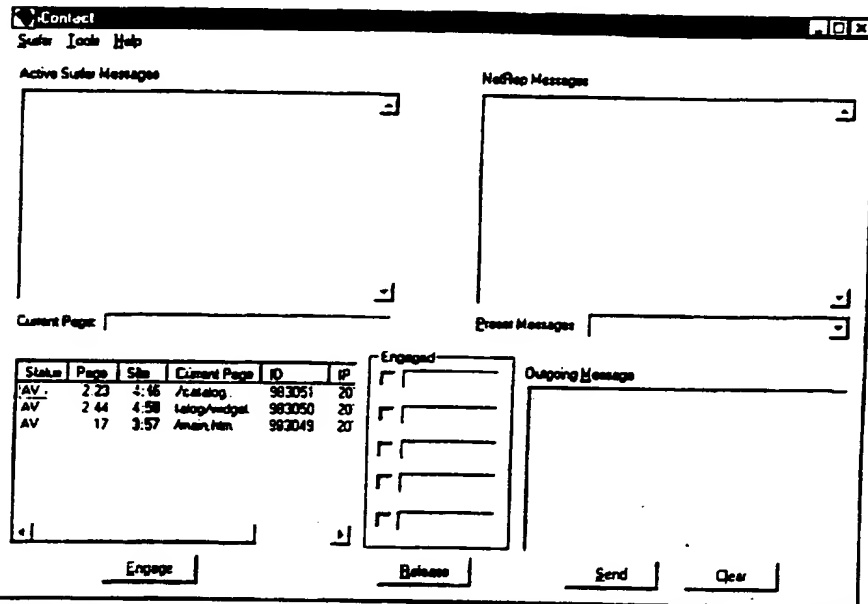 iContact
Surfer Tools Help
Active Surfer Messages
NetRep Messages
Current Page:
Preset Messages
Status Page Site Current Page ID IP
AV 2:23 4:16 /catalog 983051 20
AV 2 44 4:58 talog/widget. 983050 20
AV 17 3:57 /main.htm 983049 20
Engaged
Outgoing Message
Engage
Release
Send
Clear